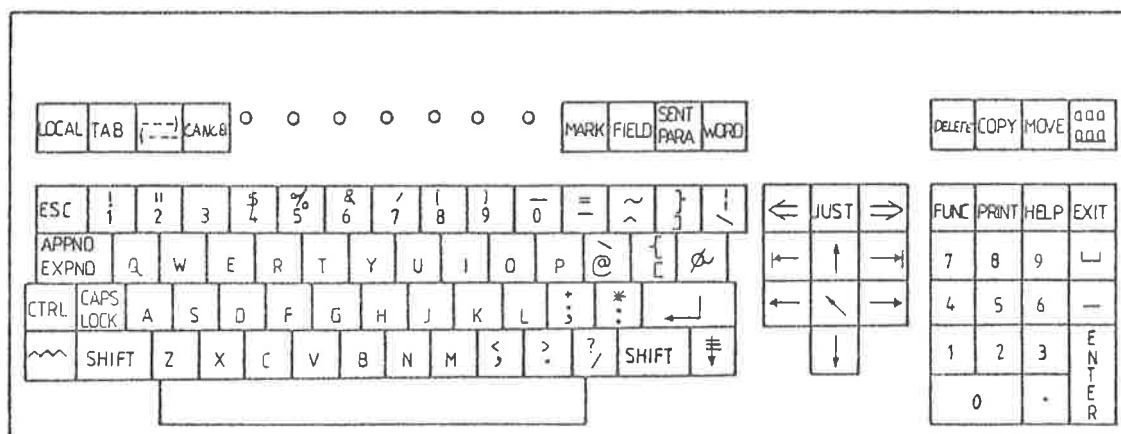 LOCAL TAB (---) CANCEL MARK FIELD SENT PARA WORD DELETE COPY MOVE
ESC ! 1 " 2 3 $ 4 % 5 & 6 ' 7 ( 8 ) 9 _ 0 = - ~ ^ } ] | \ ⇐ JUST ⇒ FUNC PRINT HELP EXIT
APPND EXPND Q W E R T Y U I O P ` @ { [ ⇤ ↑ ⇥ 7 8 9 ⎵
CTRL CAPS LOCK A S D F G H J K L + ; * : ↵ ← ↖ → 4 5 6 —
SHIFT Z X C V B N M < , > . ? / SHIFT ↓ 1 2 3 ENTER
0 .